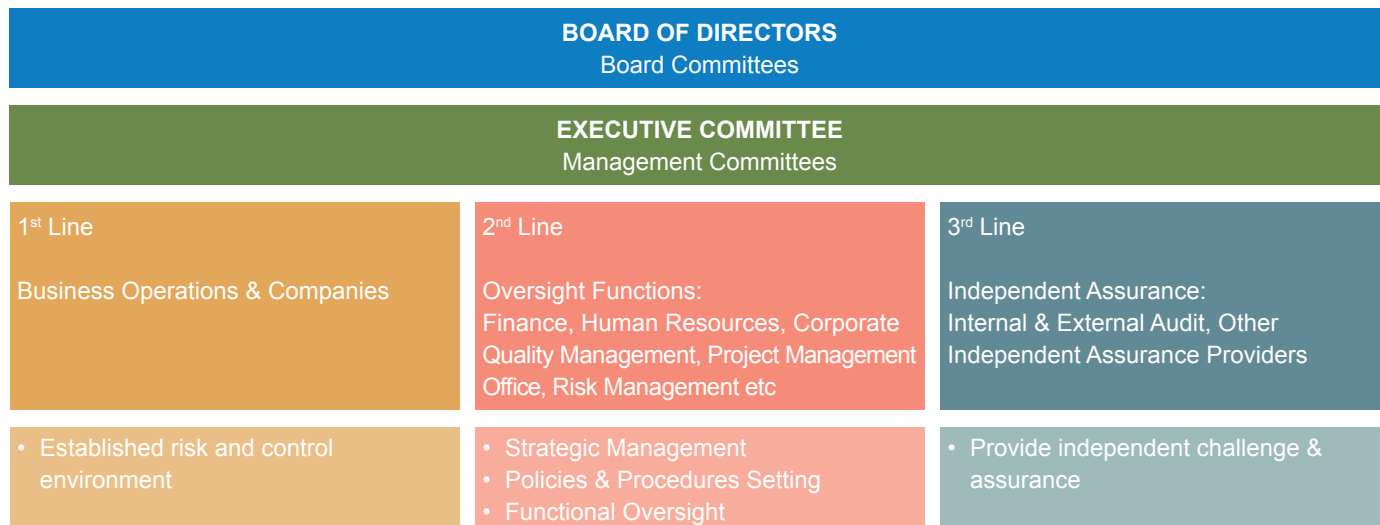 BOARD OF DIRECTORS
Board Committees
EXECUTIVE COMMITTEE
Management Committees
1st Line
Business Operations & Companies
2nd Line
Oversight Functions:
Finance, Human Resources, Corporate
Quality Management, Project Management
Office, Risk Management etc
3rd Line
Independent Assurance:
Internal & External Audit, Other
Independent Assurance Providers
• Established risk and control
environment
• Strategic Management
• Policies & Procedures Setting
• Functional Oversight
• Provide independent challenge &
assurance